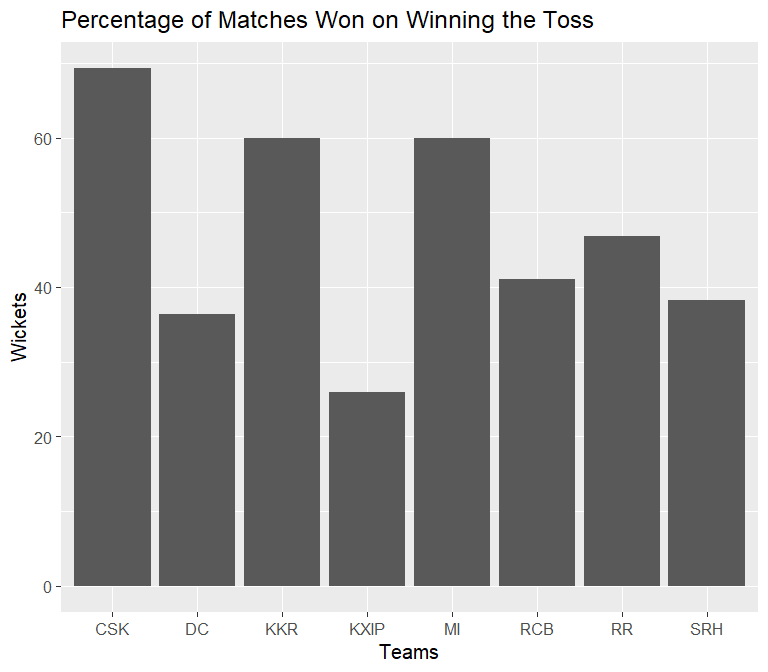 Percentage of Matches Won on Winning the Toss
60
40
20
0
Wickets
CSK DC KKR KXIP MI RCB RR SRH
Teams